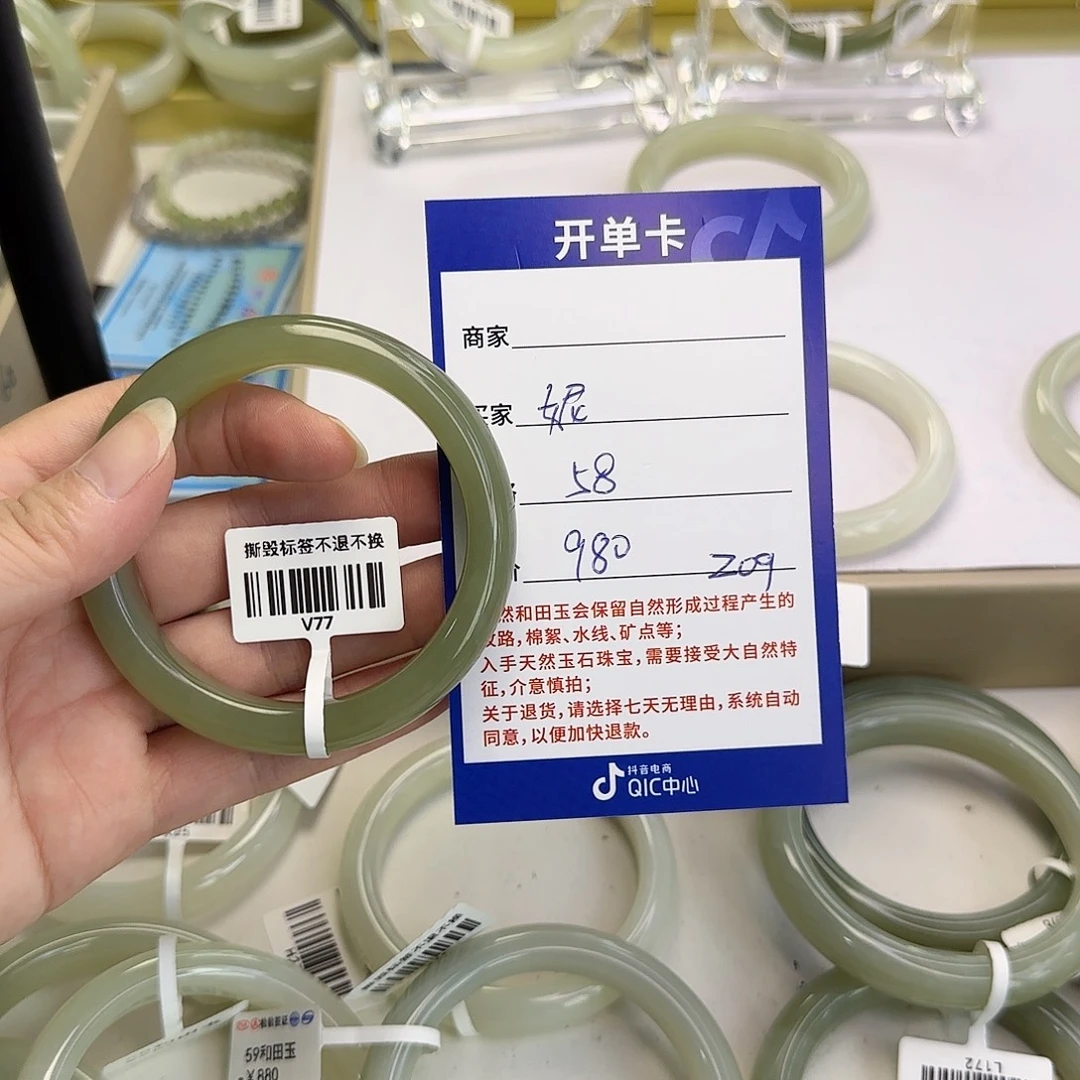 开单卡
商家
买家 妮
58
980 Z09
然和田玉会保留自然形成过程产生的
纹路,棉絮、水线、矿点等;
入手天然玉石珠宝,需要接受大自然特
征,介意慎拍;
关于退货,请选择七天无理由,系统自动
同意,以便加快退款。
抖音电商
QIC中心
撕毁标签不退不换
V77
59和田玉
¥880
L172